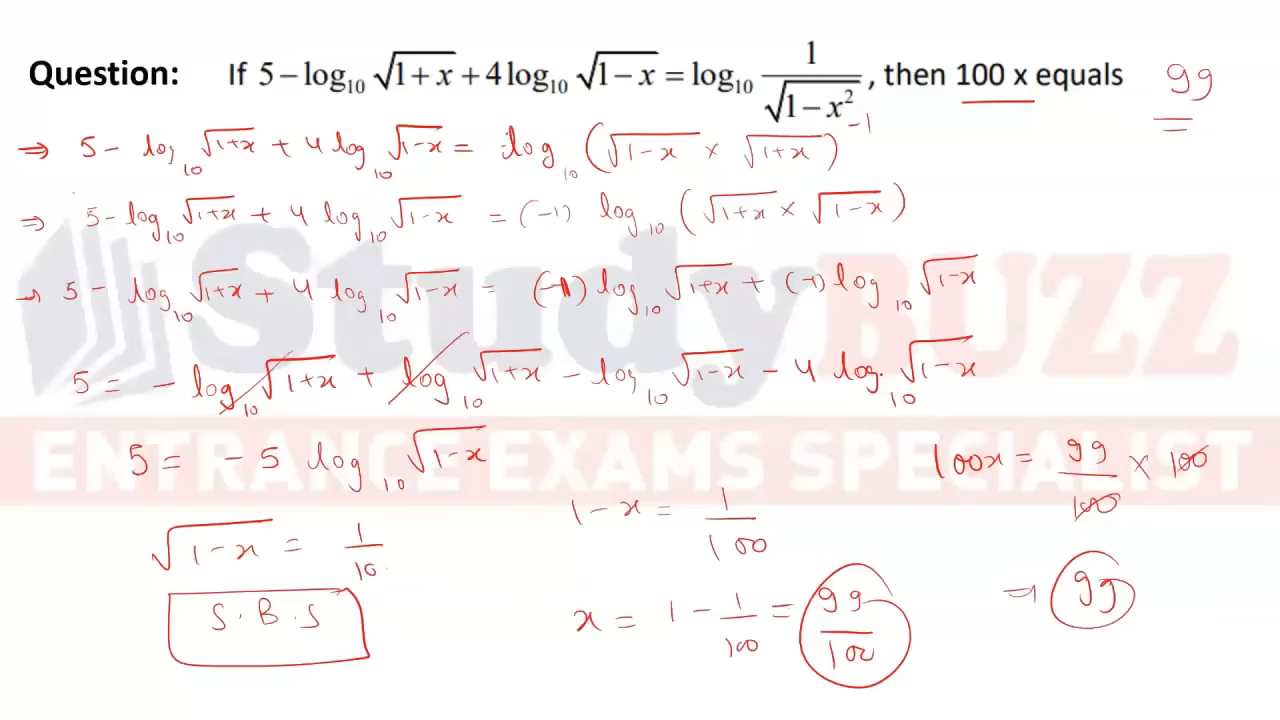 Question: If 5 − log₁₀ √(1+x) + 4 log₁₀ √(1−x) = log₁₀ 1/√(1−x²), then 100 x equals 99
⇒ 5 − log₁₀ √(1+x) + 4 log₁₀ √(1−x) = log₁₀ (√(1−x) × √(1+x))⁻¹
⇒ 5 − log₁₀ √(1+x) + 4 log₁₀ √(1−x) = (−1) log₁₀ (√(1+x) × √(1−x))
→ 5 − log₁₀ √(1+x) + 4 log₁₀ √(1−x) = (−1) log₁₀ √(1+x) + (−1) log₁₀ √(1−x)
StudyBUZZ
5 = − log₁₀ √(1+x) + log₁₀ √(1+x) − log₁₀ √(1−x) − 4 log₁₀ √(1−x)
ENTRANCE EXAMS SPECIALIST
5 = −5 log₁₀ √(1−x)
√(1−x) = 1/10
S.B.S
1−x = 1/100
x = 1 − 1/100 = 99/100
100x = 99/100 × 100
⇒ 99